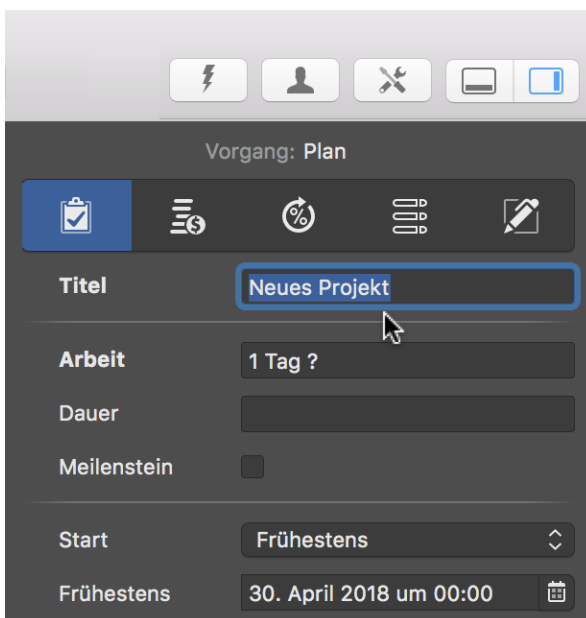 Vorgang: Plan
Titel Neues Projekt
Arbeit 1 Tag ?
Dauer
Meilenstein
Start Frühestens
Frühestens 30. April 2018 um 00:00